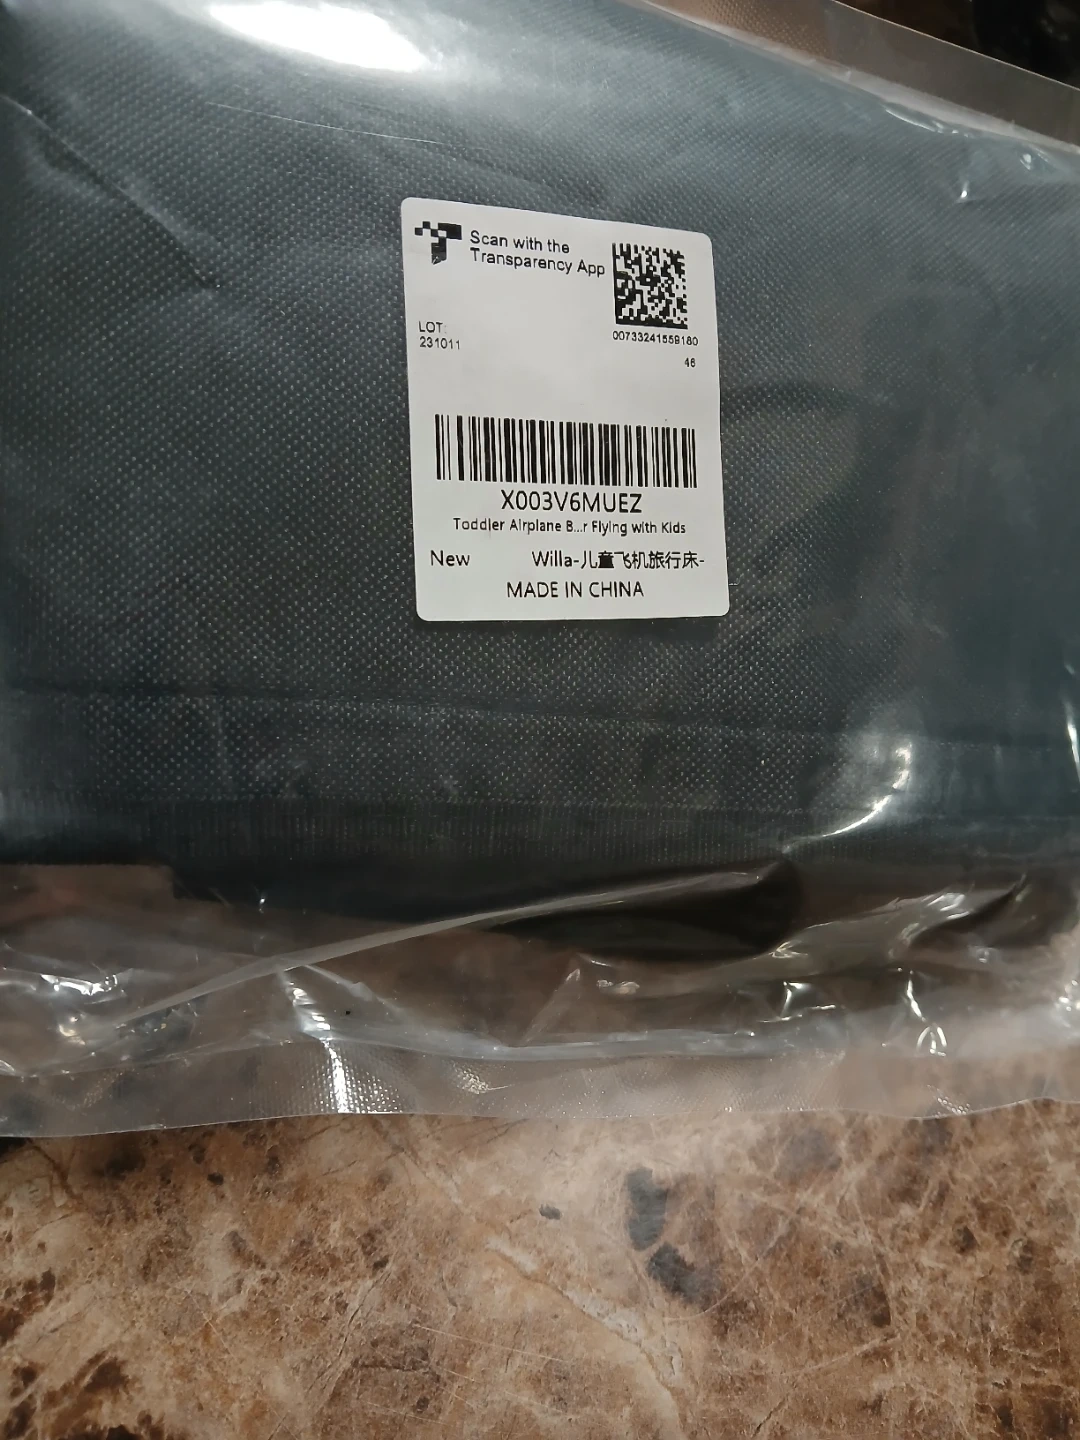 Scan with the
Transparency App
LOT:
231011
00733241559180
46
X003V6MUEZ
Toddler Airplane B...r Flying with Kids
New Willa-儿童飞机旅行床-
MADE IN CHINA